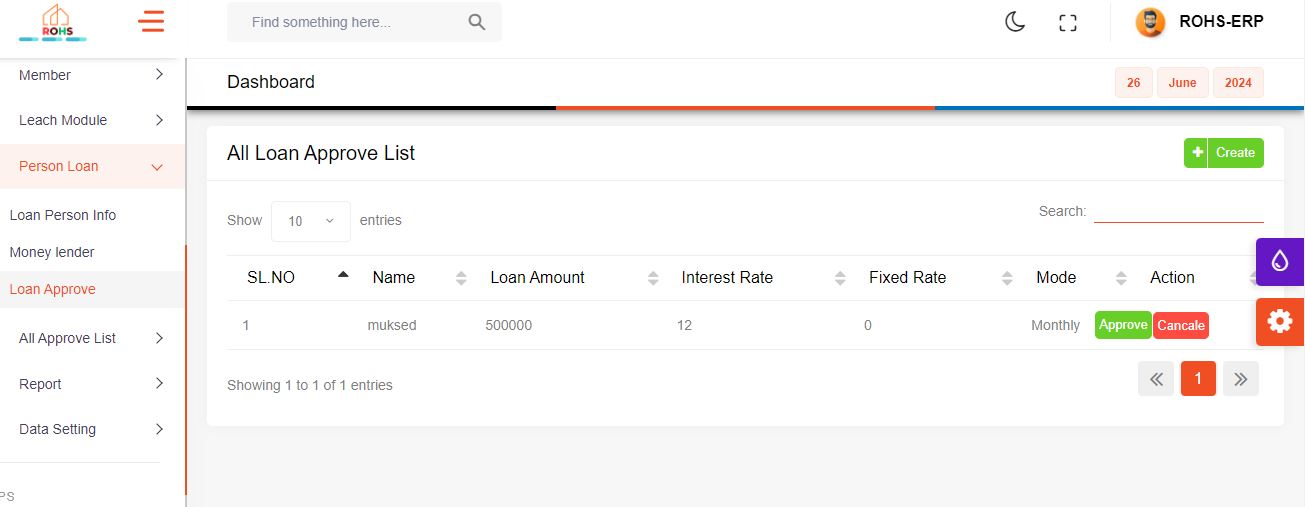 ROHS
Find something here...
ROHS-ERP
Member
Leach Module
Person Loan
Loan Person Info
Money lender
Loan Approve
All Approve List
Report
Data Setting
PS
Dashboard
26 June 2024
All Loan Approve List
Create
Show 10 entries
Search:
SL.NO Name Loan Amount Interest Rate Fixed Rate Mode Action
1 muksed 500000 12 0 Monthly Approve Cancale
Showing 1 to 1 of 1 entries
1